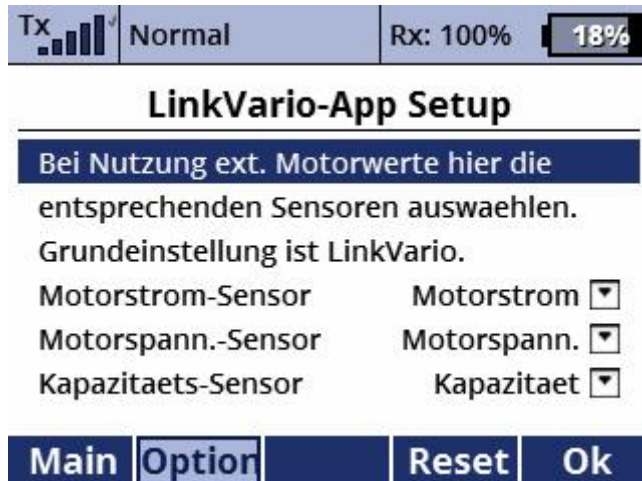 Tx Normal Rx: 100% 18%
LinkVario-App Setup
Bei Nutzung ext. Motorwerte hier die
entsprechenden Sensoren auswaehlen.
Grundeinstellung ist LinkVario.
Motorstrom-Sensor Motorstrom
Motorspann.-Sensor Motorspann.
Kapazitaets-Sensor Kapazitaet
Main Option Reset Ok